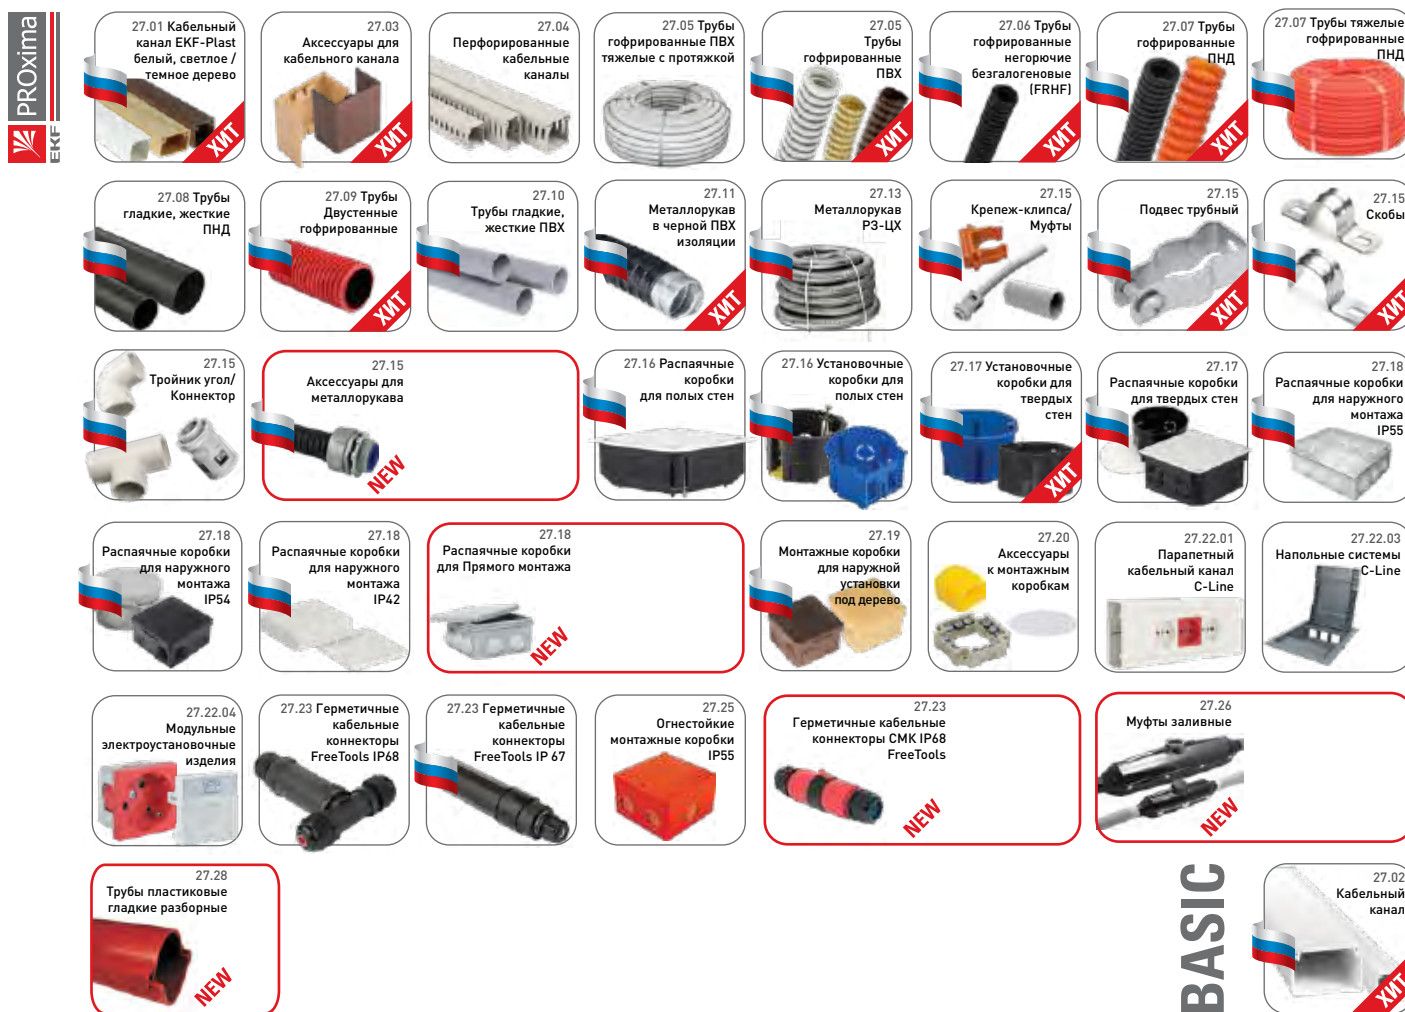 PROxima
EKF
27.01 Кабельный
канал EKF-Plast
белый, светлое /
темное дерево
ХИТ
27.03
Аксессуары для
кабельного канала
ХИТ
27.04
Перфорированные
кабельные
каналы
27.05 Трубы
гофрированные ПВХ
тяжелые с протяжкой
27.05
Трубы
гофрированные
ПВХ
ХИТ
27.06 Трубы
гофрированные
негорючие
безгалогеновые
(FRHF)
ХИТ
27.07 Трубы
гофрированные
ПНД
ХИТ
27.07 Трубы тяжелые
гофрированные
ПНД
27.08 Трубы
гладкие, жесткие
ПНД
27.09 Трубы
Двустенные
гофрированные
ХИТ
27.10
Трубы гладкие,
жесткие ПВХ
27.11
Металлорукав
в черной ПВХ
изоляции
ХИТ
27.13
Металлорукав
РЗ-ЦХ
27.15
Крепеж-клипса/
Муфты
27.15
Подвес трубный
ХИТ
27.15
Скобы
ХИТ
27.15
Тройник угол/
Коннектор
27.15
Аксессуары для
металлорукава
NEW
27.16 Распаячные
коробки
для полых стен
27.16 Установочные
коробки для
полых стен
27.17 Установочные
коробки для
твердых
стен
ХИТ
27.17
Распаячные коробки
для твердых стен
27.18
Распаячные коробки
для наружного
монтажа
IP55
27.18
Распаячные коробки
для наружного
монтажа
IP54
27.18
Распаячные коробки
для наружного
монтажа
IP42
27.18
Распаячные коробки
для Прямого монтажа
NEW
27.19
Монтажные коробки
для наружной
установки
под дерево
27.20
Аксессуары
к монтажным
коробкам
27.22.01
Парапетный
кабельный канал
C-Line
27.22.03
Напольные системы
C-Line
27.22.04
Модульные
электроустановочные
изделия
27.23 Герметичные
кабельные
коннекторы
FreeTools IP68
27.23 Герметичные
кабельные
коннекторы
FreeTools IP 67
27.25
Огнестойкие
монтажные коробки
IP55
27.23
Герметичные кабельные
коннекторы СМК IP68
FreeTools
NEW
27.26
Муфты заливные
NEW
27.28
Трубы пластиковые
гладкие разборные
NEW
BASIC
27.02
Кабельный
канал
ХИТ